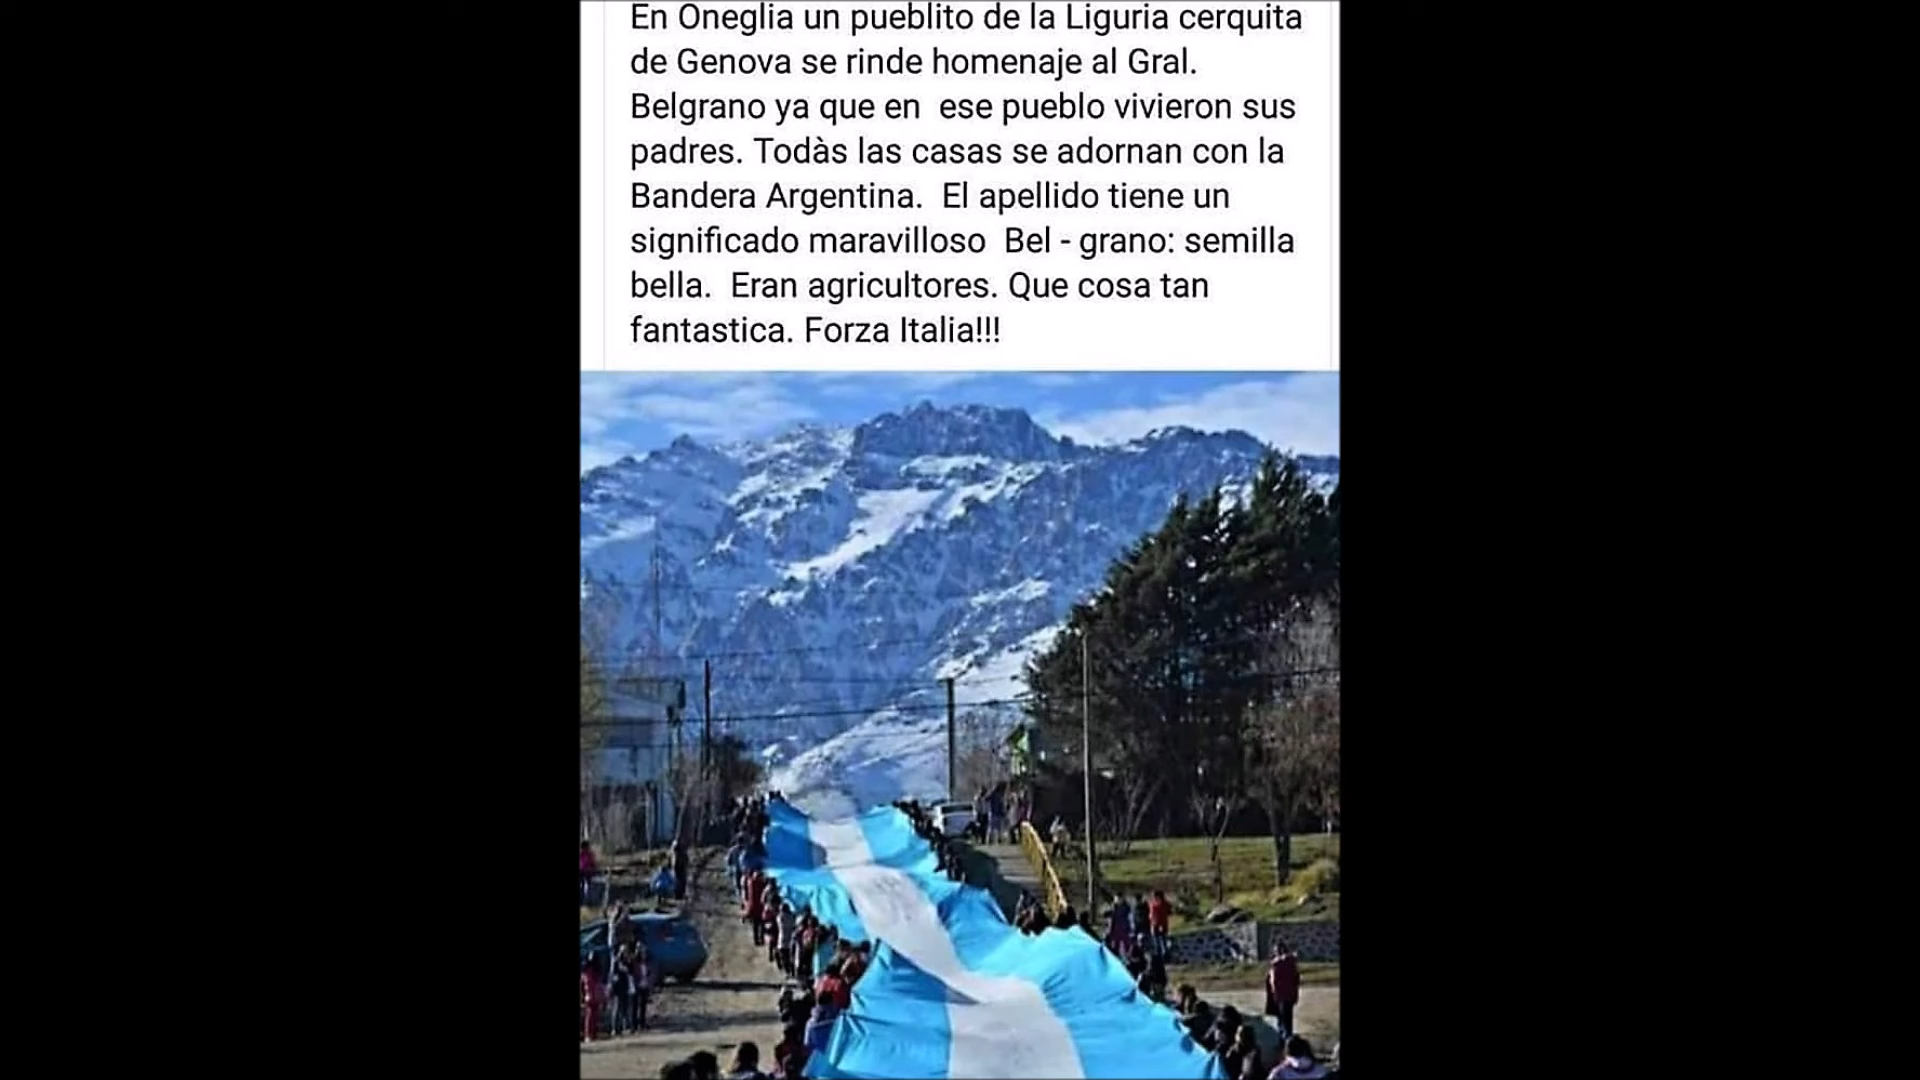 En Oneglia un pueblito de la Liguria cerquita
de Genova se rinde homenaje al Gral.
Belgrano ya que en  ese pueblo vivieron sus
padres. Todàs las casas se adornan con la
Bandera Argentina.  El apellido tiene un
significado maravilloso  Bel - grano: semilla
bella.  Eran agricultores. Que cosa tan
fantastica. Forza Italia!!!